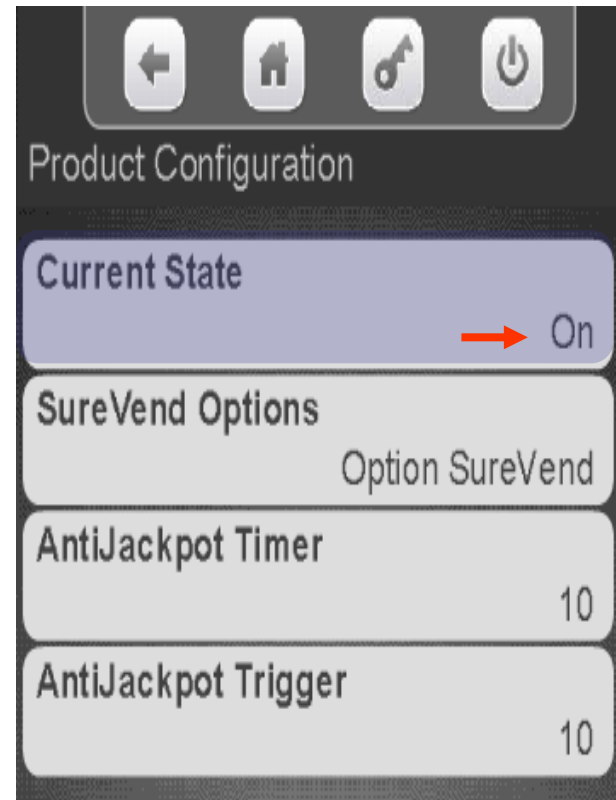 Product Configuration
Current State
On
SureVend Options
Option SureVend
AntiJackpot Timer
10
AntiJackpot Trigger
10